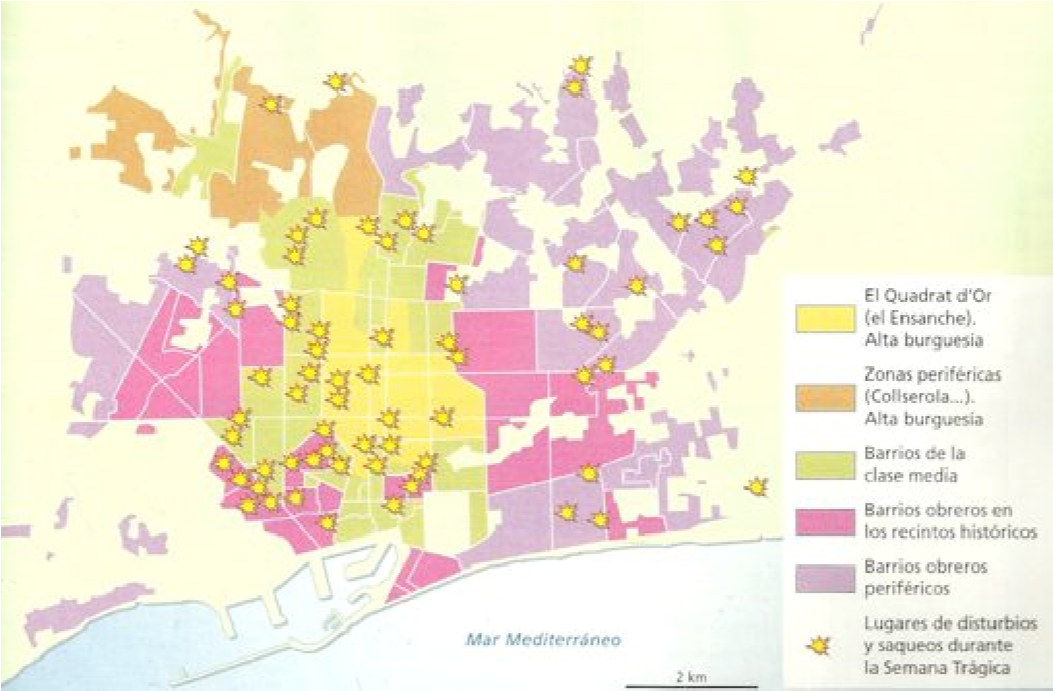 El Quadrat d'Or
(el Ensanche).
Alta burguesía
Zonas periféricas
(Collserola...).
Alta burguesía
Barrios de la
clase media
Barrios obreros en
los recintos históricos
Barrios obreros
periféricos
Lugares de disturbios
y saqueos durante
la Semana Trágica
Mar Mediterráneo
2 km